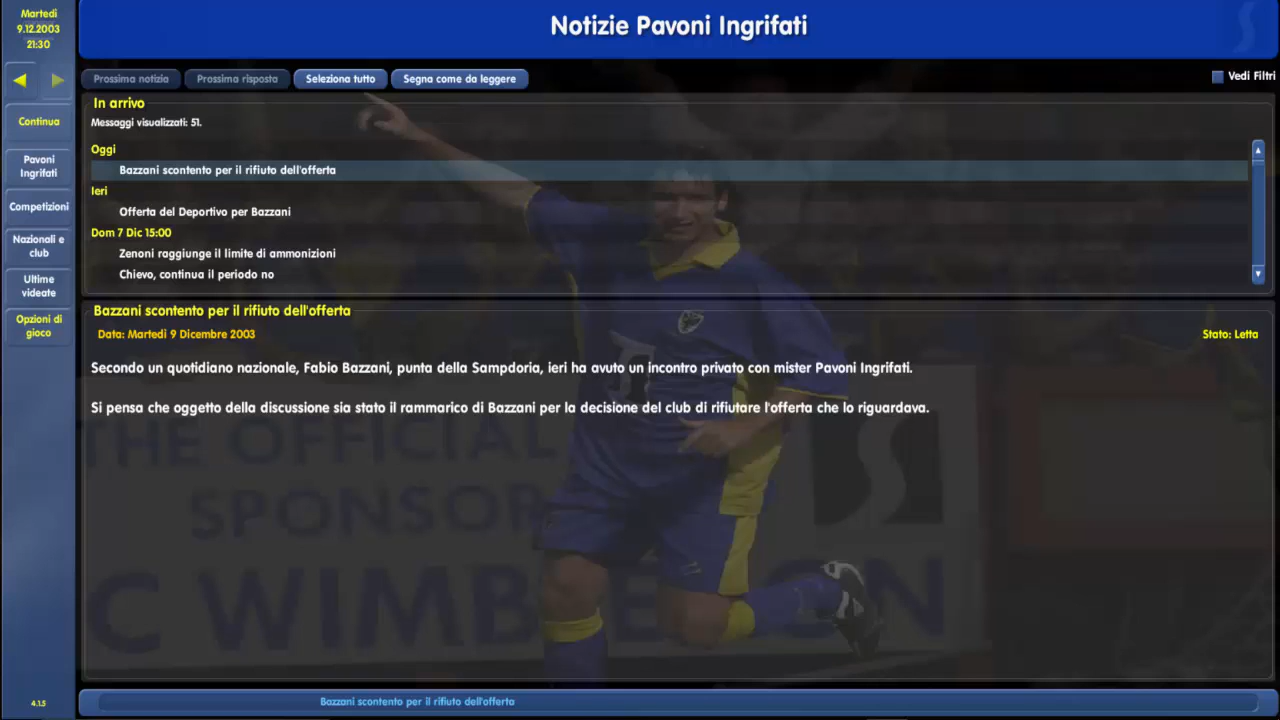 Martedì
9.12.2003
21:30
Notizie Pavoni Ingrifati
Prossima notizia
Prossima risposta
Seleziona tutto
Segna come da leggere
Vedi Filtri
Continua
Pavoni
Ingrifati
Competizioni
Nazionali e
club
Ultime
videate
Opzioni di
gioco
4.1.5
In arrivo
Messaggi visualizzati: 51.
Oggi
Bazzani scontento per il rifiuto dell'offerta
Ieri
Offerta del Deportivo per Bazzani
Dom 7 Dic 15:00
Zenoni raggiunge il limite di ammonizioni
Chievo, continua il periodo no
Bazzani scontento per il rifiuto dell'offerta
Data: Martedì 9 Dicembre 2003
Stato: Letta
Secondo un quotidiano nazionale, Fabio Bazzani, punta della Sampdoria, ieri ha avuto un incontro privato con mister Pavoni Ingrifati.
Si pensa che oggetto della discussione sia stato il rammarico di Bazzani per la decisione del club di rifiutare l'offerta che lo riguardava.
THE OFFICIAL
SPONSOR
C WIMB E ON
Bazzani scontento per il rifiuto dell'offerta